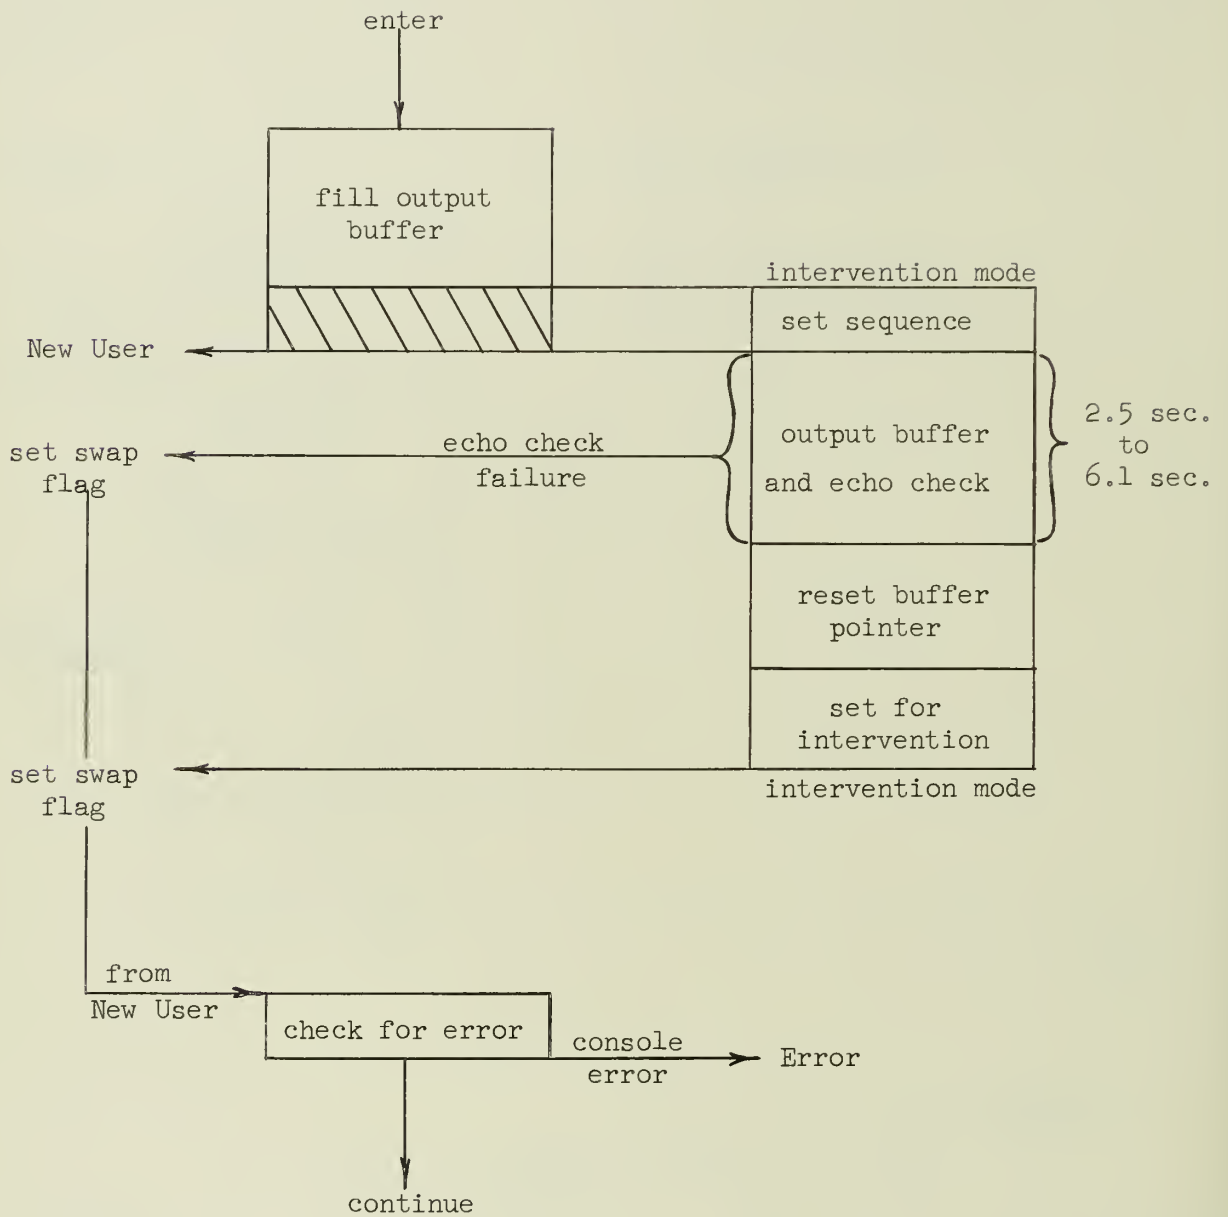 enter
fill output
buffer
intervention mode
set sequence
New User
output buffer
and echo check
2.5 sec.
to
6.1 sec.
echo check
failure
set swap
flag
reset buffer
pointer
set for
intervention
intervention mode
set swap
flag
from
New User
check for error
console
error
Error
continue